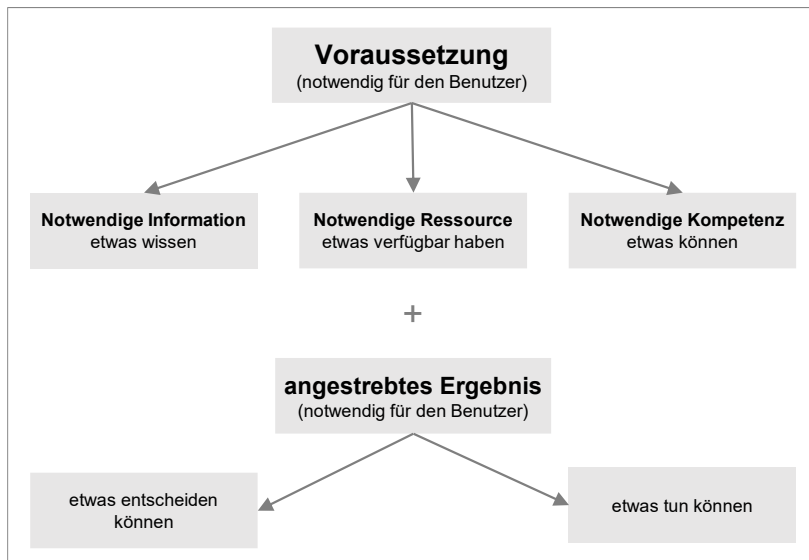 Voraussetzung
(notwendig für den Benutzer)
Notwendige Information
etwas wissen
Notwendige Ressource
etwas verfügbar haben
Notwendige Kompetenz
etwas können
+
angestrebtes Ergebnis
(notwendig für den Benutzer)
etwas entscheiden
können
etwas tun können